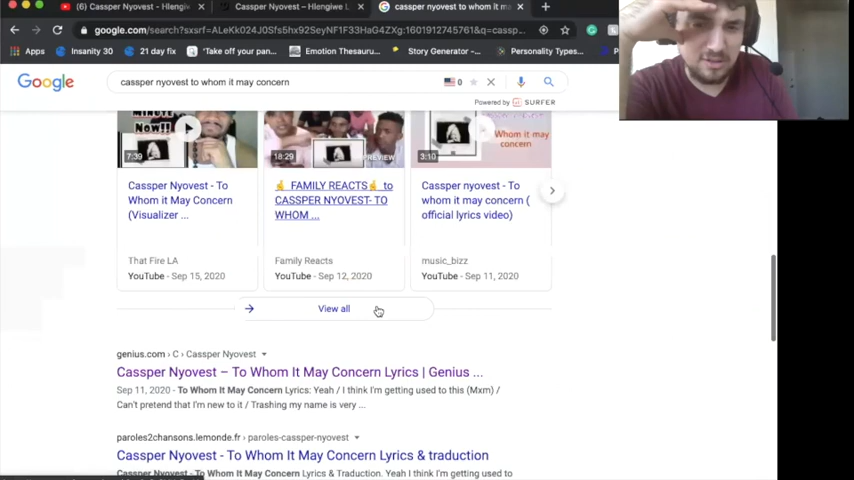 (6) Cassper Nyovest - Hlengiwe
Cassper Nyovest – Hlengiwe L
cassper nyovest to whom it ma
google.com/search?sxsrf=ALeKk024J0Sfs5hx92SeyNF1F33HaG4ZXg:1601912745761&q=cassp...
Apps
Insanity 30
21 day fix
'Take off your pan...
Emotion Thesauru...
Story Generator -...
Personality Types...
Google
cassper nyovest to whom it may concern
0
Powered by SURFER
MINUTE
NOW!!
7:39
18:29
PREVIEW
Whom it may
concern
3:10
Cassper Nyovest - To
Whom it May Concern
(Visualizer ...
That Fire LA
YouTube - Sep 15, 2020
🤞 FAMILY REACTS🤞 to
CASSPER NYOVEST- TO
WHOM ...
Family Reacts
YouTube - Sep 12, 2020
Cassper nyovest - To
whom it may concern (
official lyrics video)
music_bizz
YouTube - Sep 11, 2020
View all
genius.com › C › Cassper Nyovest
Cassper Nyovest – To Whom It May Concern Lyrics | Genius ...
Sep 11, 2020 - To Whom It May Concern Lyrics: Yeah / I think I'm getting used to this (Mxm) /
Can't pretend that I'm new to it / Trashing my name is very ...
paroles2chansons.lemonde.fr › paroles-cassper-nyovest
Cassper Nyovest - To Whom It May Concern Lyrics & traduction
Cassper Nyovest - To Whom It May Concern Lyrics & Traduction. Yeah I think I'm getting used to